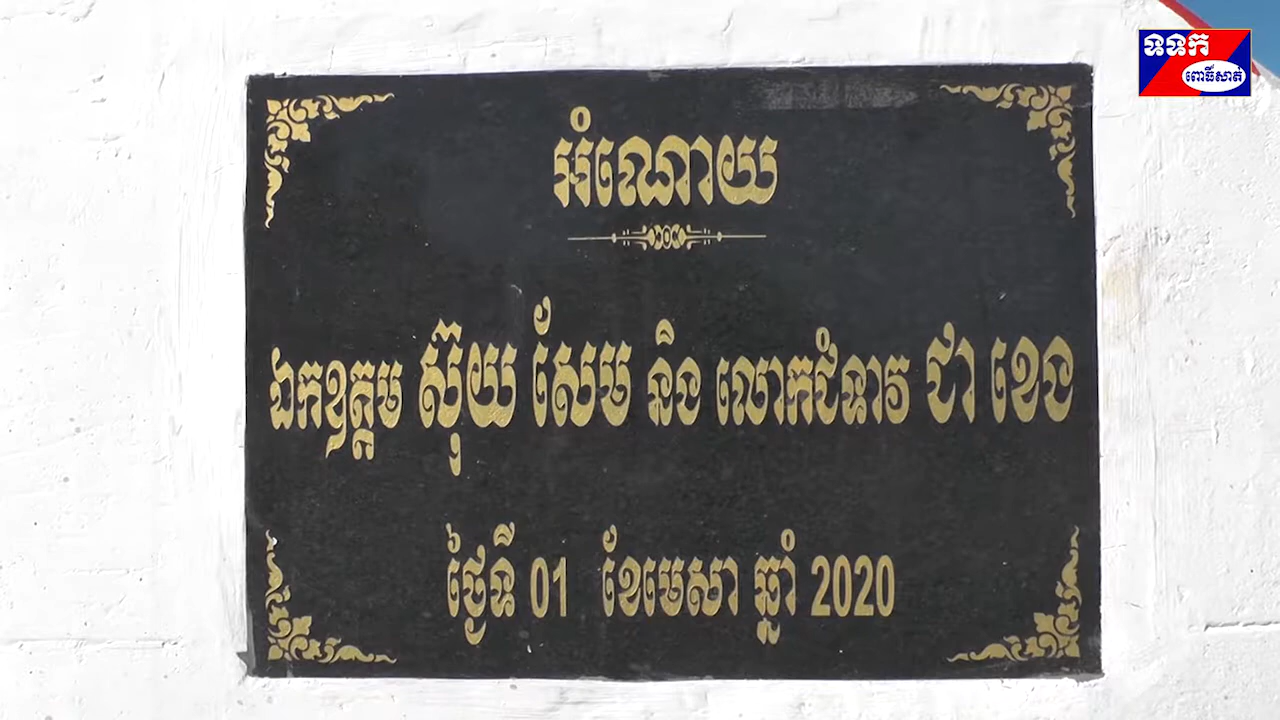 ទទក
ពោធិ៍សាត់
អំណោយ
ឯកឧត្តម ស៊ុយ សែម និង លោកជំទាវ ជា ខេង
ថ្ងៃទី 01 ខែមេសា ឆ្នាំ 2020